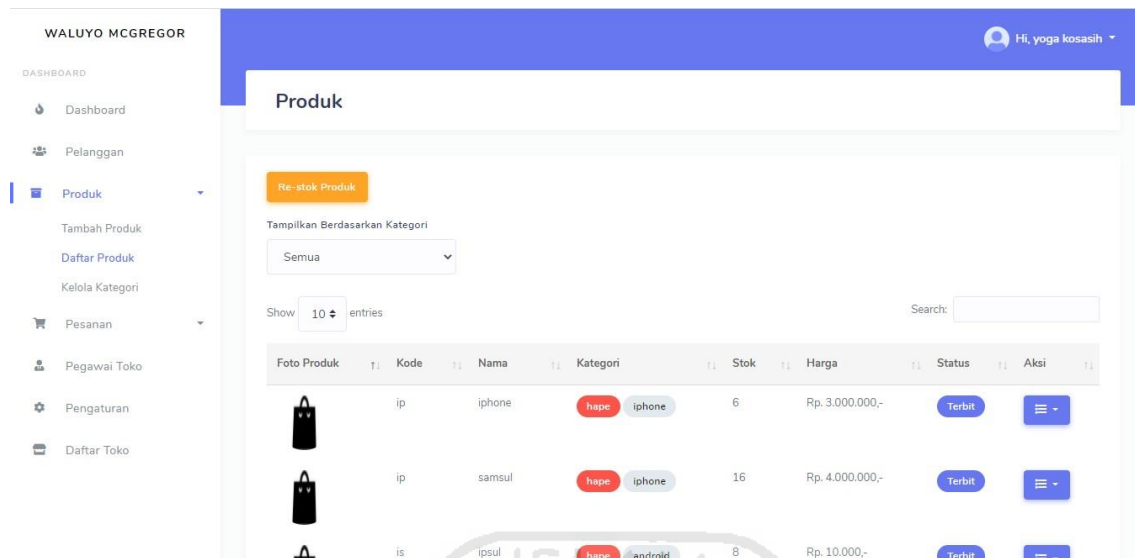 WALUYO MCGREGOR
Hi, yoga kosasih
DASHBOARD
Dashboard
Pelanggan
Produk
Tambah Produk
Daftar Produk
Kelola Kategori
Pesanan
Pegawai Toko
Pengaturan
Daftar Toko
Produk
Re-stok Produk
Tampilkan Berdasarkan Kategori
Semua
Show 10 entries
Search:
Foto Produk Kode Nama Kategori Stok Harga Status Aksi
ip iphone hape iphone 6 Rp. 3.000.000,- Terbit
ip samsul hape iphone 16 Rp. 4.000.000,- Terbit
is ipsul hape android 8 Rp. 10.000,- Terbit